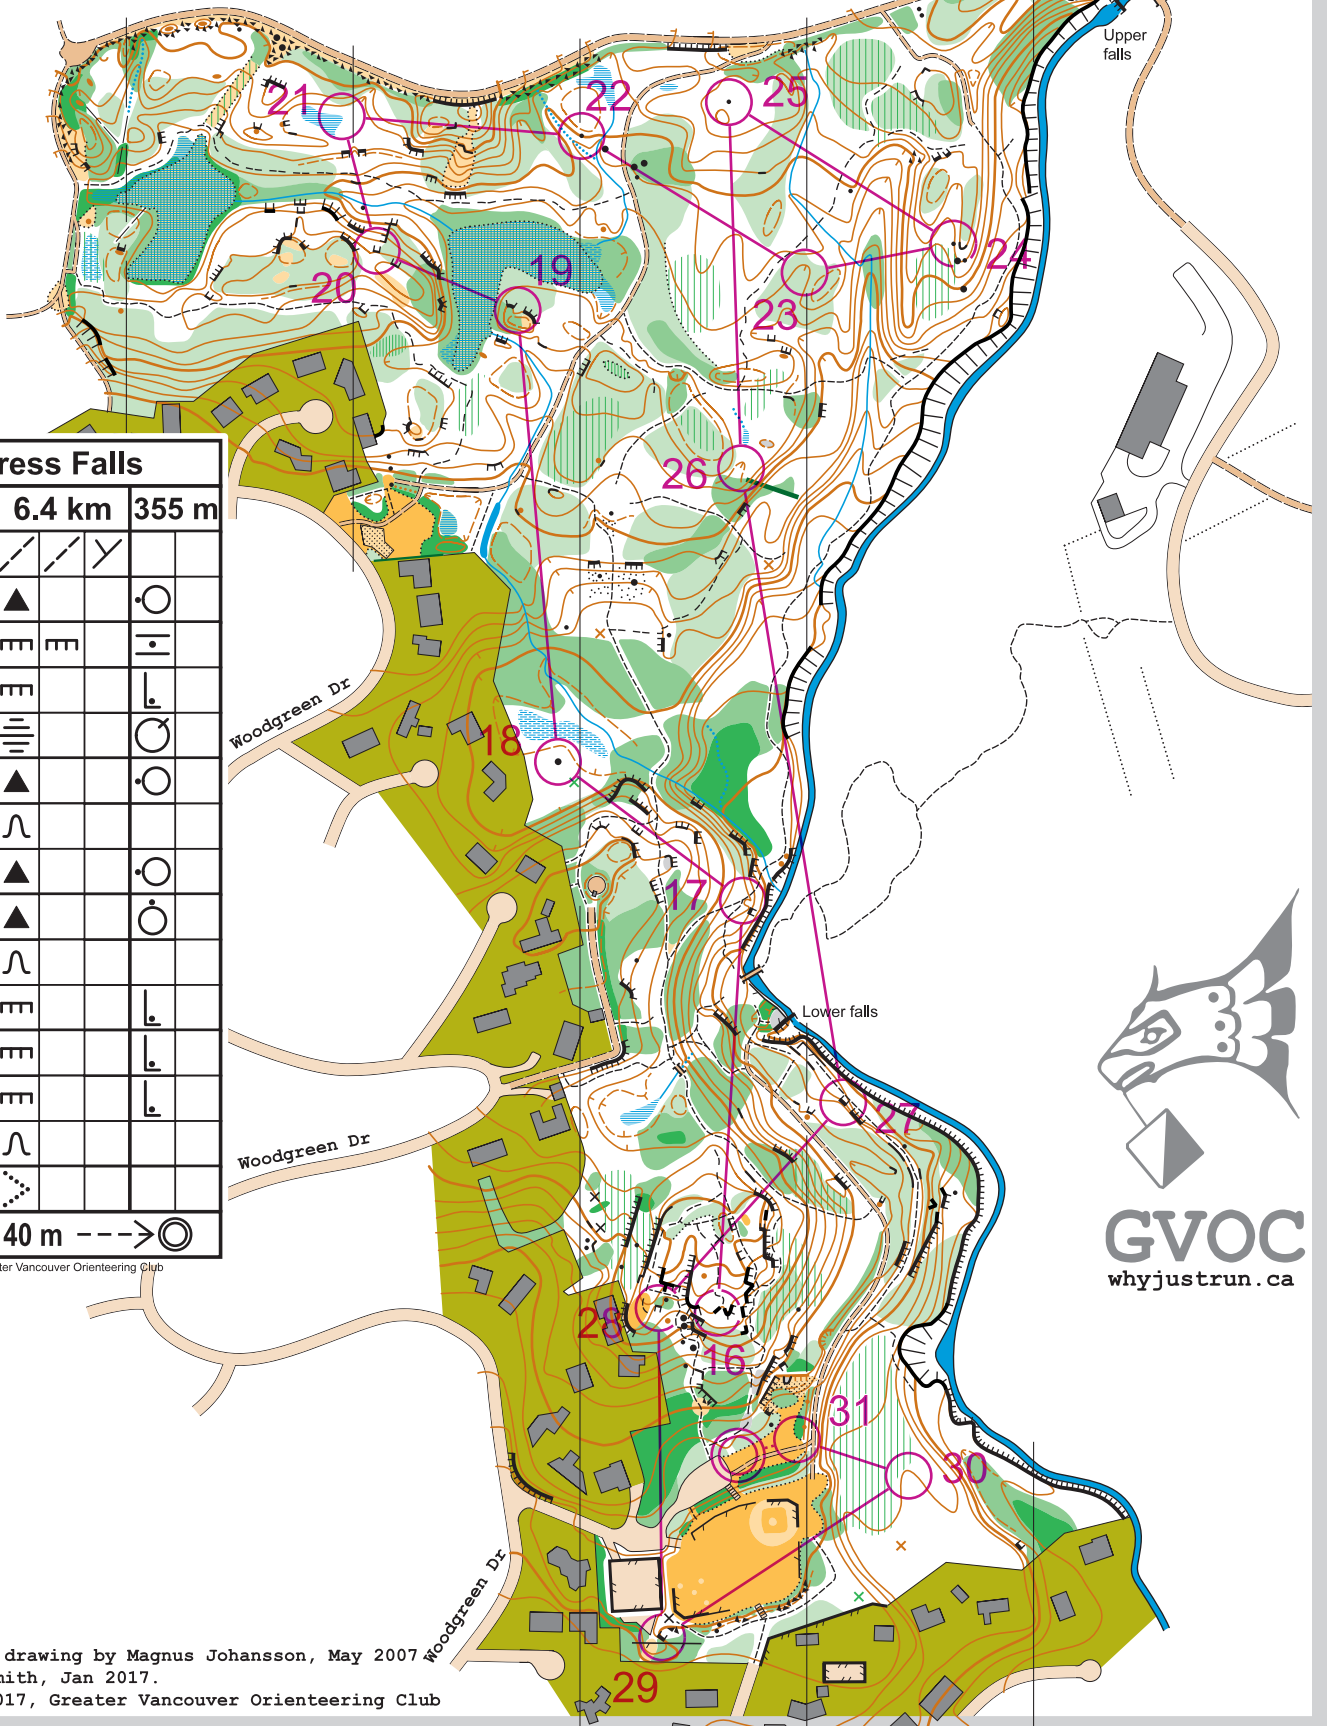 Upper
falls
21
22
25
20
19
23
24
26
ress Falls
6.4 km 355 m
Woodgreen Dr
18
17
Lower falls
27
Woodgreen Dr
40 m
ter Vancouver Orienteering Club
28
16
31
30
GVOC
whyjustrun.ca
Woodgreen Dr
29
drawing by Magnus Johansson, May 2007
mith, Jan 2017.
017, Greater Vancouver Orienteering Club